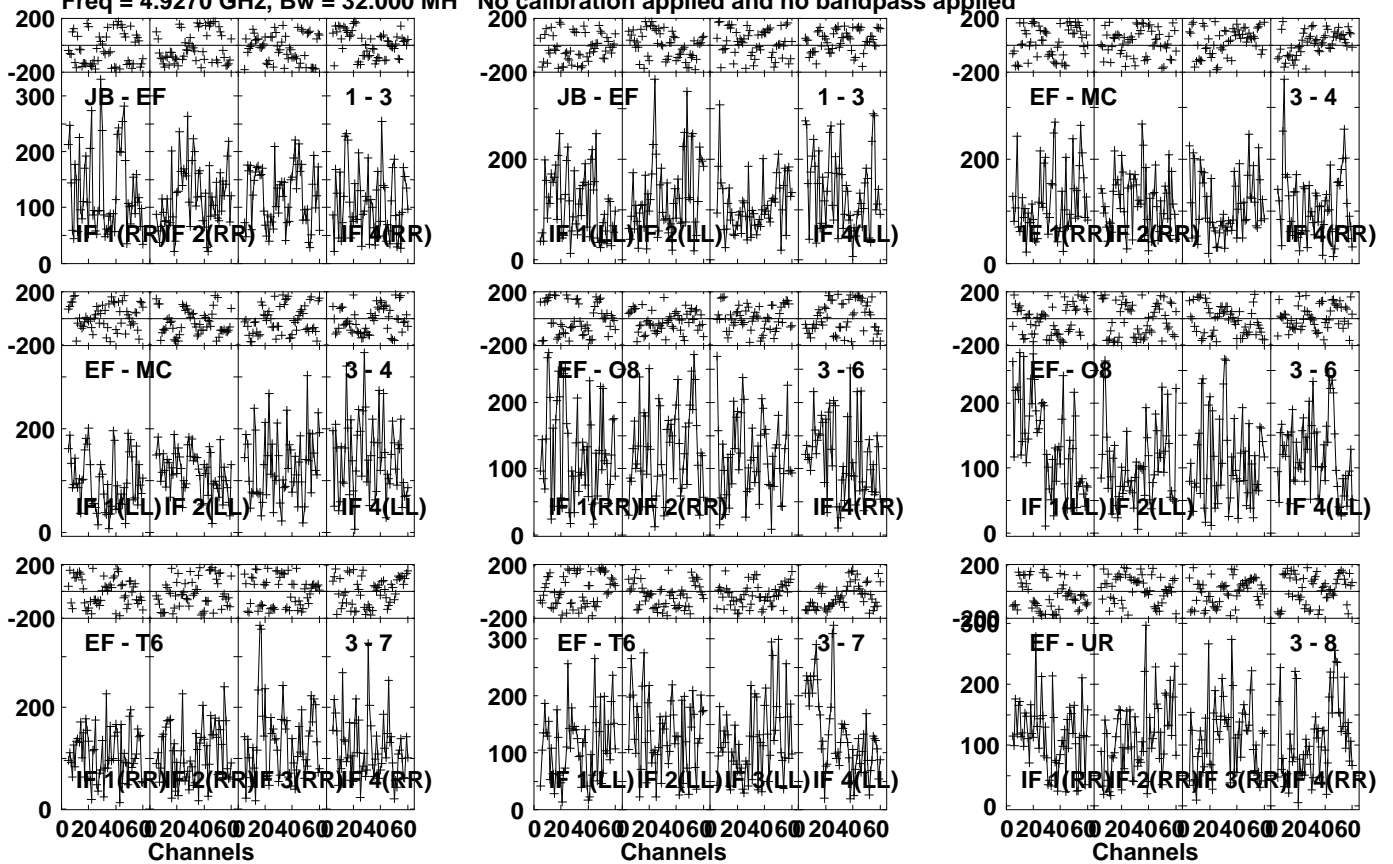 Freq = 4.9270 GHz, Bw = 32.000 MH No calibration applied and no bandpass applied
200
-200
JB - EF 1 - 3
300
200
100
0
IF 1(RR) IF 2(RR) IF 4(RR)
200
-200
JB - EF 1 - 3
200
0
IF 1(LL) IF 2(LL) IF 4(LL)
200
-200
EF - MC 3 - 4
200
0
IF 1(RR) IF 2(RR) IF 4(RR)
200
-200
EF - MC 3 - 4
200
0
IF 1(LL) IF 2(LL) IF 4(LL)
200
-200
EF - O8 3 - 6
200
100
0
IF 1(RR) IF 2(RR) IF 4(RR)
200
-200
EF - O8 3 - 6
200
100
0
IF 1(LL) IF 2(LL) IF 4(LL)
200
-200
EF - T6 3 - 7
200
0
IF 1(RR) IF 2(RR) IF 3(RR) IF 4(RR)
0 20 40 60 0 20 40 60 0 20 40 60 0 20 40 60
Channels
200
-200
EF - T6 3 - 7
300
200
100
0
IF 1(LL) IF 2(LL) IF 3(LL) IF 4(LL)
0 20 40 60 0 20 40 60 0 20 40 60 0 20 40 60
Channels
200
-200
300
EF - UR 3 - 8
200
100
0
IF 1(RR) IF 2(RR) IF 3(RR) IF 4(RR)
0 20 40 60 0 20 40 60 0 20 40 60 0 20 40 60
Channels